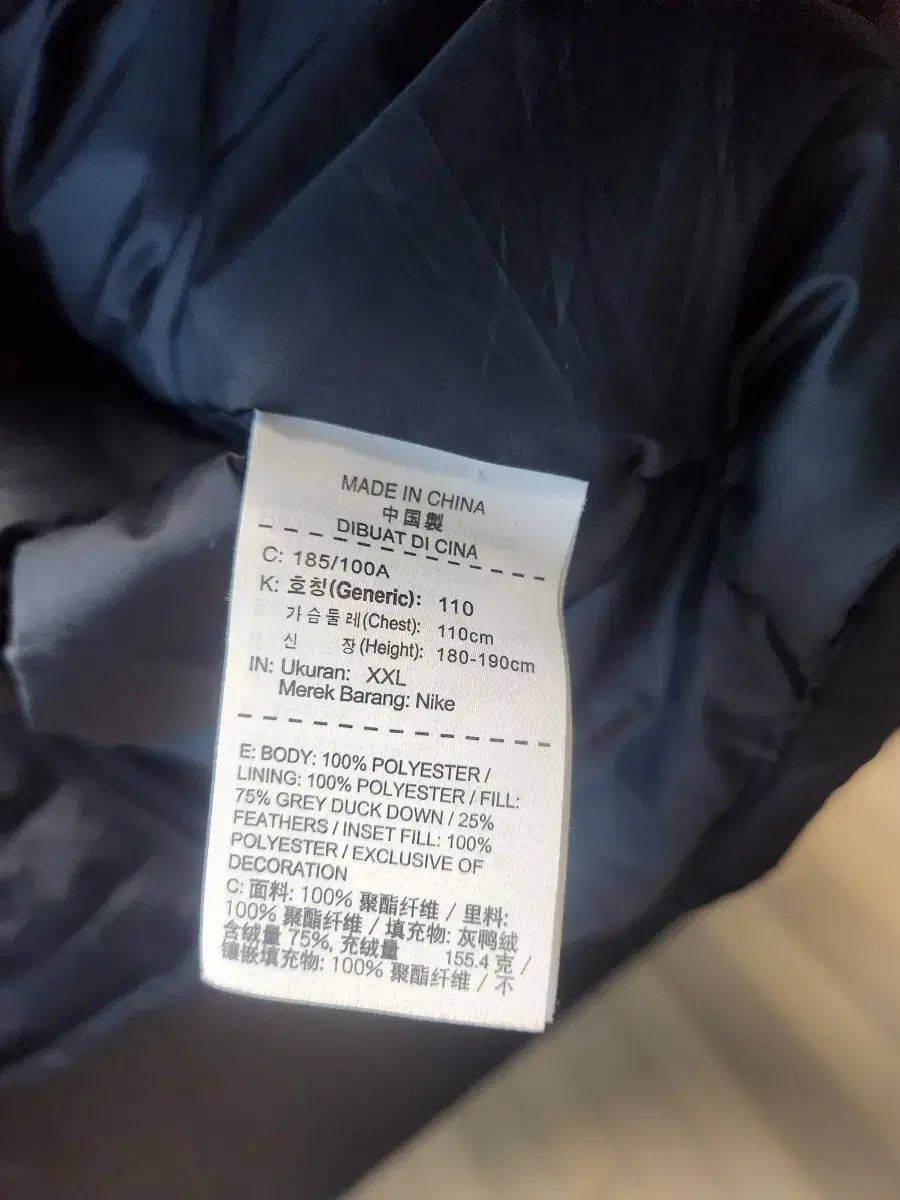 MADE IN CHINA
中国製
DIBUAT DI CINA
C: 185/100A
K: 호칭(Generic): 110
가슴둘레(Chest): 110cm
신 장(Height): 180-190cm
IN: Ukuran: XXL
Merek Barang: Nike
E: BODY: 100% POLYESTER /
LINING: 100% POLYESTER / FILL:
75% GREY DUCK DOWN / 25%
FEATHERS / INSET FILL: 100%
POLYESTER / EXCLUSIVE OF
DECORATION
C: 面料: 100% 聚酯纤维 / 里料:
100% 聚酯纤维 / 填充物: 灰鸭绒
含绒量 75%, 充绒量 155.4 克 /
镶嵌填充物: 100% 聚酯纤维 / 不